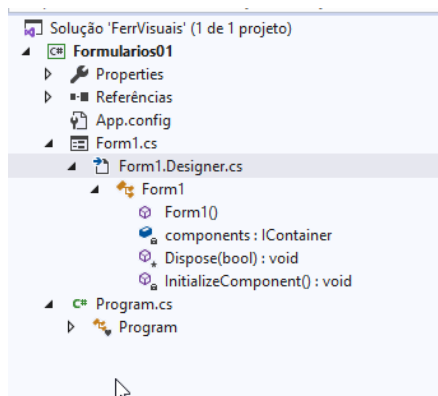 Solução 'FerrVisuais' (1 de 1 projeto)
C# Formularios01
Properties
Referências
App.config
Form1.cs
Form1.Designer.cs
Form1
Form1()
components : IContainer
Dispose(bool) : void
InitializeComponent() : void
C# Program.cs
Program